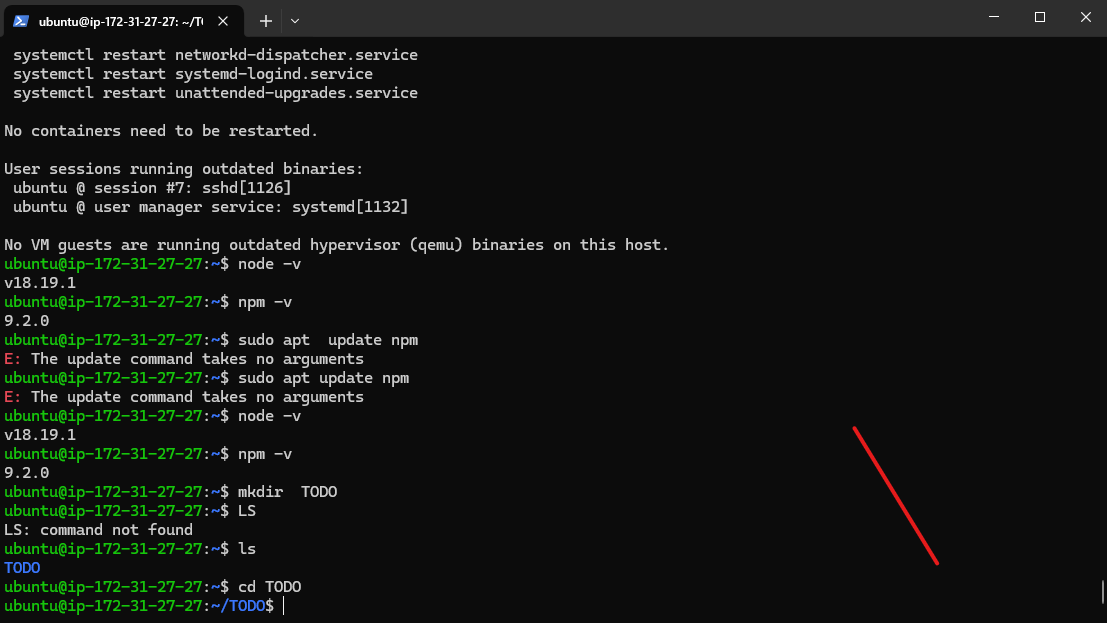 ubuntu@ip-172-31-27-27: ~/T
systemctl restart networkd-dispatcher.service
systemctl restart systemd-logind.service
systemctl restart unattended-upgrades.service
No containers need to be restarted.
User sessions running outdated binaries:
ubuntu @ session #7: sshd[1126]
ubuntu @ user manager service: systemd[1132]
No VM guests are running outdated hypervisor (qemu) binaries on this host.
ubuntu@ip-172-31-27-27:~$ node -v
v18.19.1
ubuntu@ip-172-31-27-27:~$ npm -v
9.2.0
ubuntu@ip-172-31-27-27:~$ sudo apt  update npm
E: The update command takes no arguments
ubuntu@ip-172-31-27-27:~$ sudo apt update npm
E: The update command takes no arguments
ubuntu@ip-172-31-27-27:~$ node -v
v18.19.1
ubuntu@ip-172-31-27-27:~$ npm -v
9.2.0
ubuntu@ip-172-31-27-27:~$ mkdir  TODO
ubuntu@ip-172-31-27-27:~$ LS
LS: command not found
ubuntu@ip-172-31-27-27:~$ ls
TODO
ubuntu@ip-172-31-27-27:~$ cd TODO
ubuntu@ip-172-31-27-27:~/TODO$